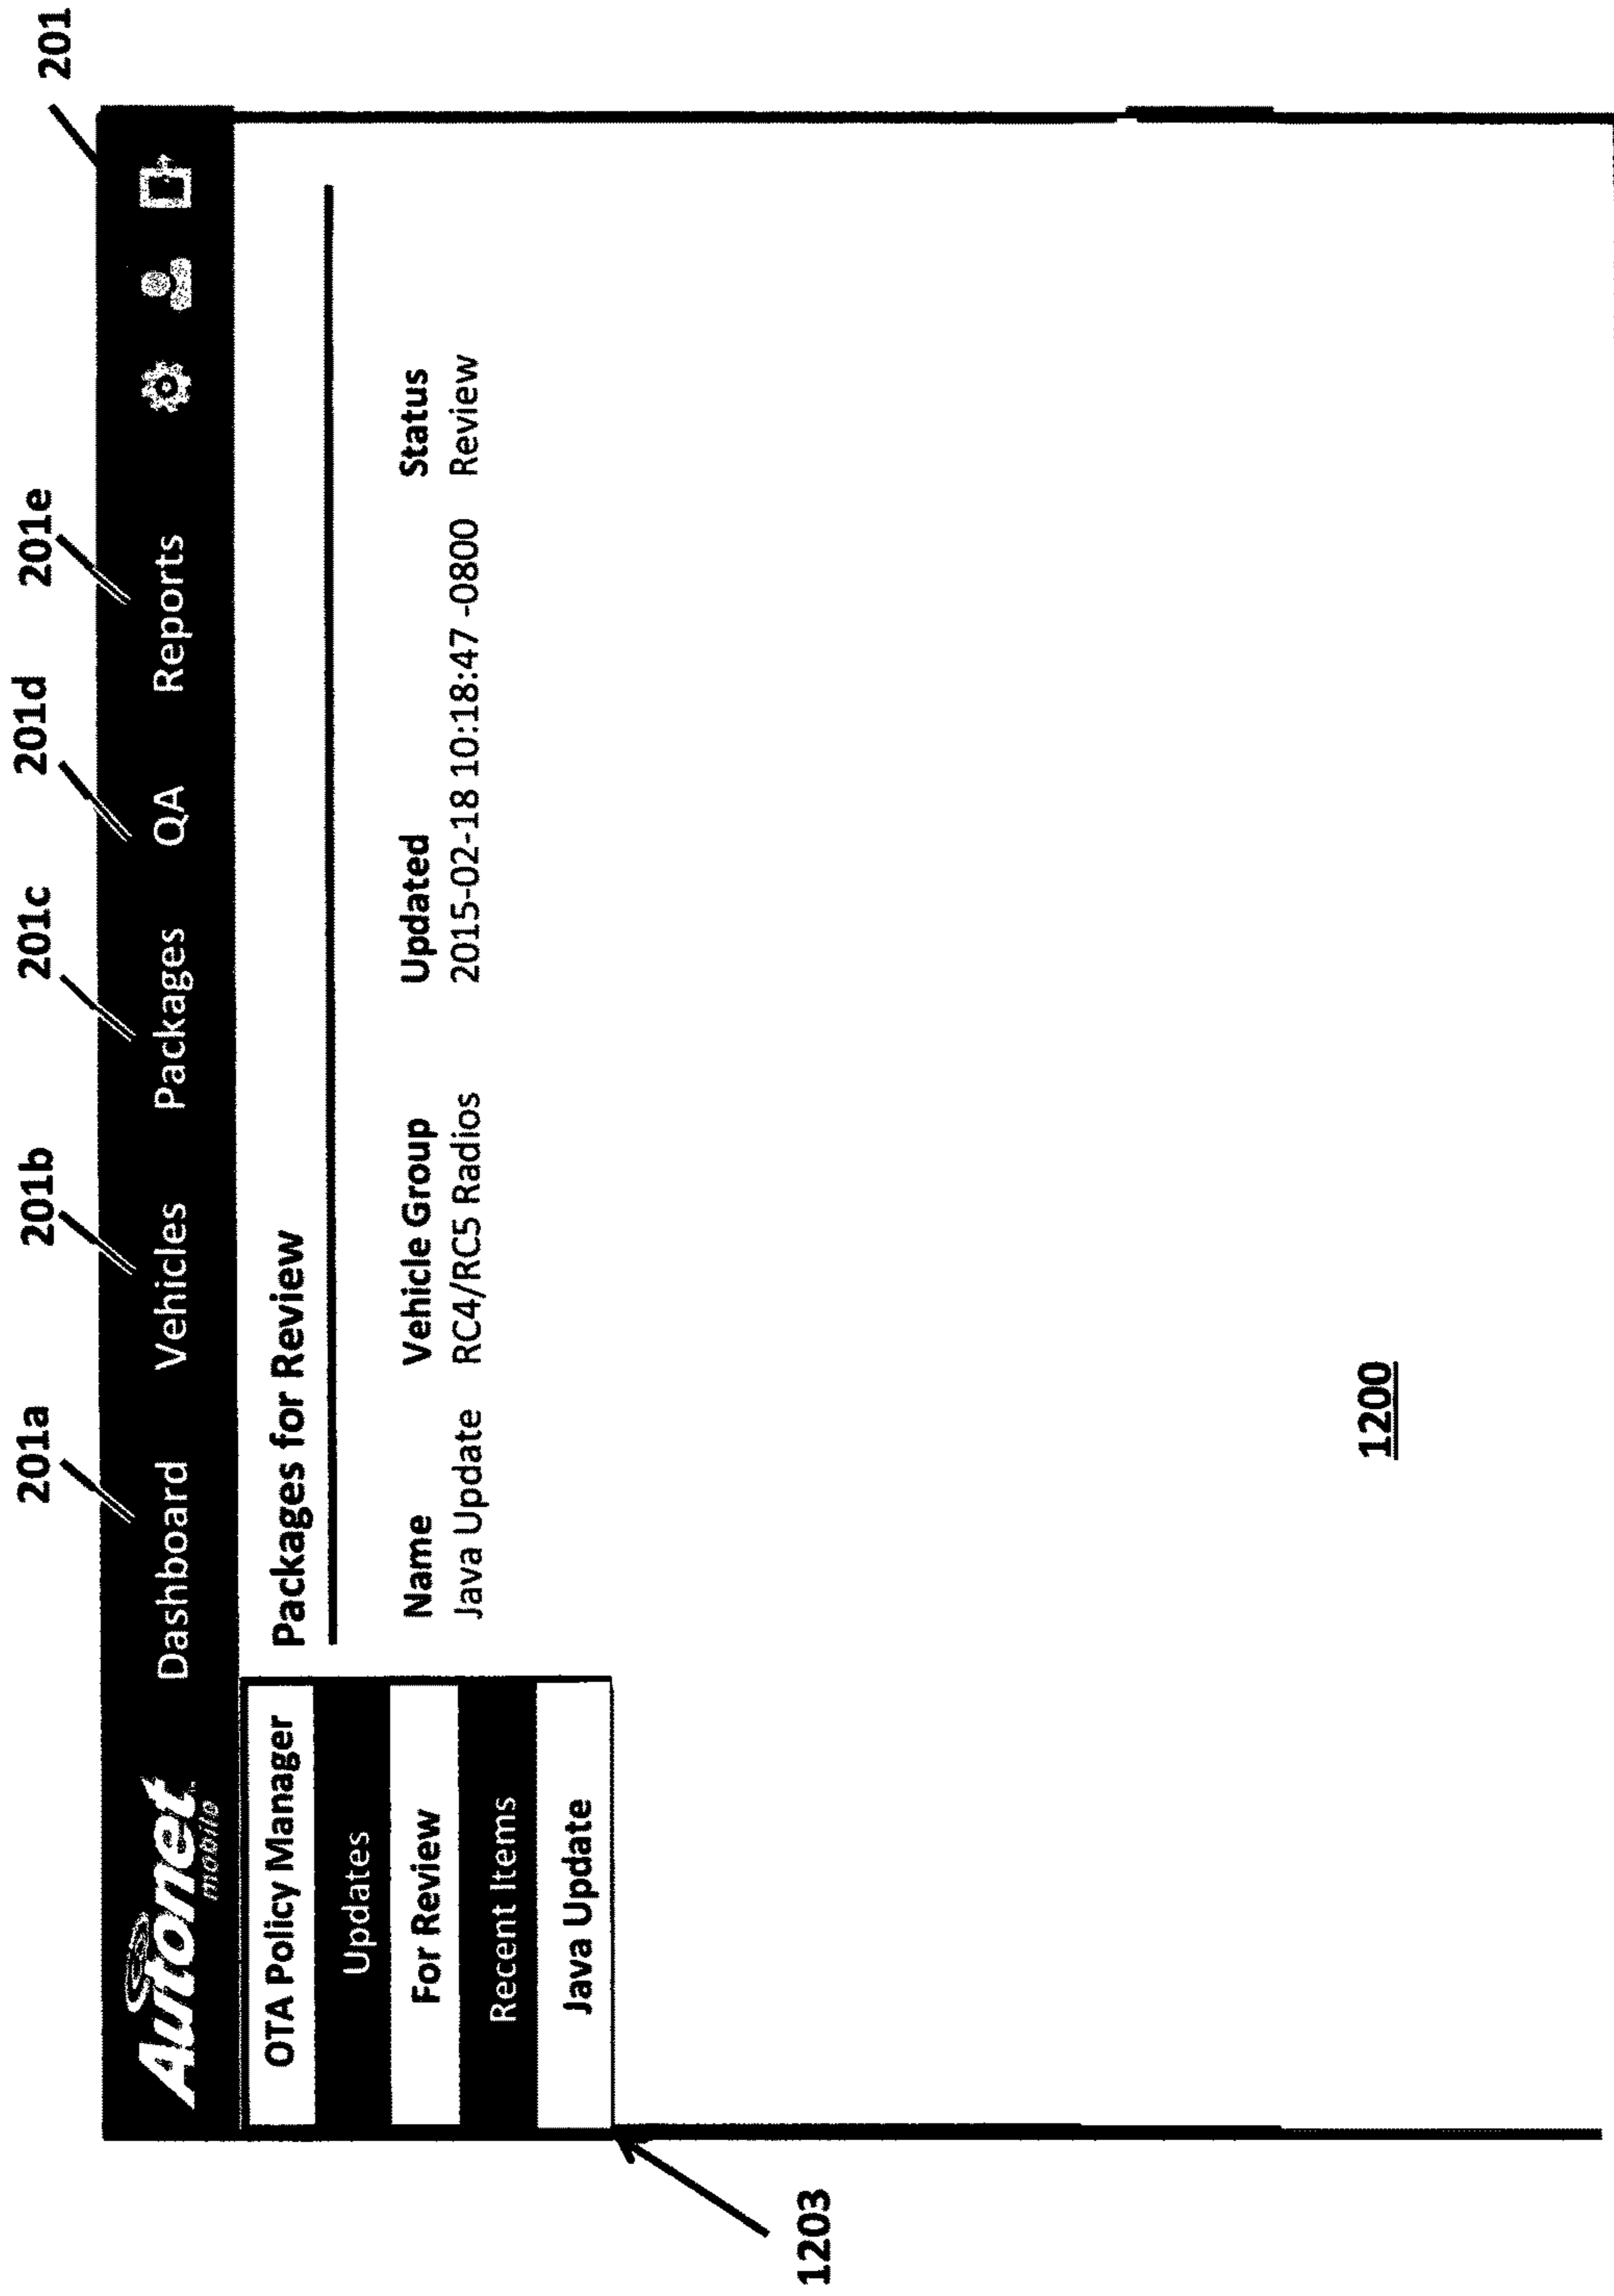 201a 201b 201c 201d 201e 201
Autonet mobile Dashboard Vehicles Packages QA Reports
OTA Policy Manager
Updates
For Review
Recent Items
Java Update
1203
Packages for Review
Name Vehicle Group Updated Status
Java Update RC4/RC5 Radios 2015-02-18 10:18:47 -0800 Review
1200